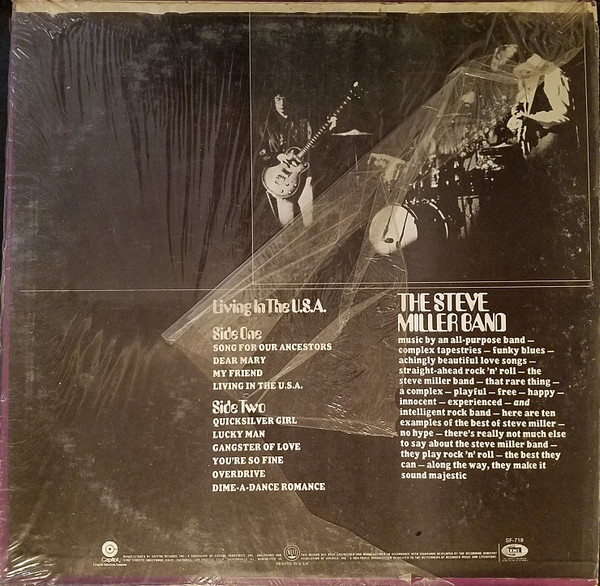 Living In The U.S.A.
Side One
SONG FOR OUR ANCESTORS
DEAR MARY
MY FRIEND
LIVING IN THE U.S.A.
Side Two
QUICKSILVER GIRL
LUCKY MAN
GANGSTER OF LOVE
YOU'RE SO FINE
OVERDRIVE
DIME-A-DANCE ROMANCE
THE STEVE
MILLER BAND
music by an all-purpose band —
complex tapestries — funky blues —
achingly beautiful love songs —
straight-ahead rock 'n' roll — the
steve miller band — that rare thing —
a complex — playful — free — happy —
innocent — experienced — and
intelligent rock band — here are ten
examples of the best of steve miller —
no hype — there's really not much else
to say about the steve miller band —
they play rock 'n' roll — the best they
can — along the way, they make it
sound majestic
SF-719
Capitol
EMI
PRINTED IN U.S.A.